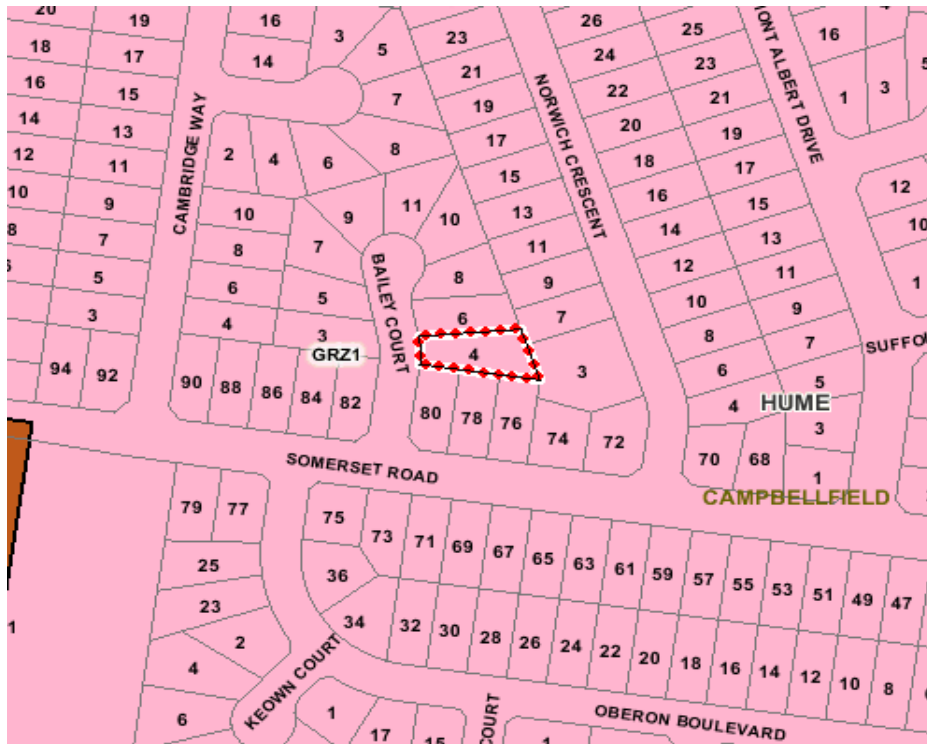 20 19 16 3 5 23 26 25 16
18 17 14 21 24 23
16 15 7 19 22 21 1 3
14 13 17 20 19
12 11 2 4 6 8 15 18 17
10 9 10 9 11 10 13 16 15 12
8 7 8 7 11 14 13 10
5 6 5 8 9 12 11 1
3 4 3 6 7 10 9
94 92 90 88 86 84 82 4 3 8 7
6 5
80 78 76 74 72 4 3
70 68 1
CAMBRIDGE WAY
BAILEY COURT
NORWICH CRESCENT
MONT ALBERT DRIVE
SUFFO
GRZ1
HUME
CAMPBELLFIELD
SOMERSET ROAD
79 77 75 73 71 69 67 65 63 61 59 57 55 53 51 49 47
25 36
23 34 32 30 28 26 24 22 20 18 16 14 12 10 8
1 2
4
6 1 17 15 1
KEOWN COURT
COURT
OBERON BOULEVARD